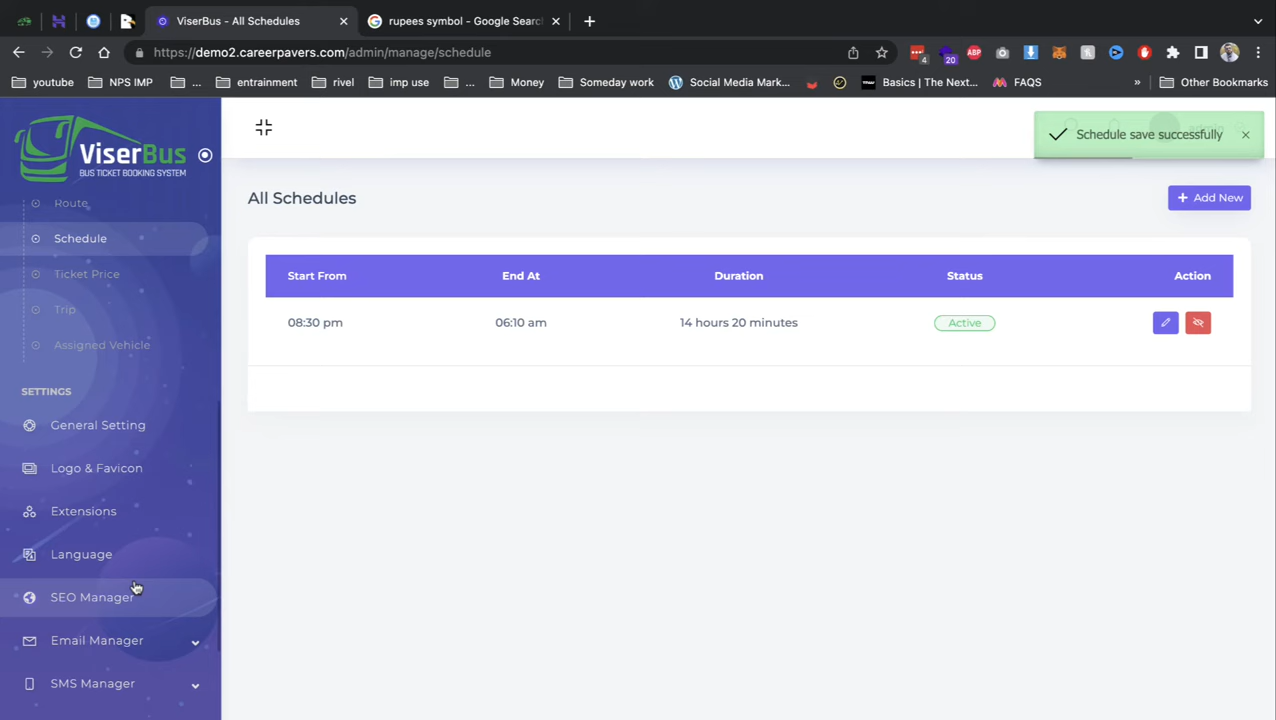 ViserBus - All Schedules
rupees symbol - Google Search
https://demo2.careerpavers.com/admin/manage/schedule
ABP
4
20
youtube
NPS IMP
...
entrainment
rivel
imp use
...
Money
Someday work
Social Media Mark...
Basics | The Next...
FAQS
»
Other Bookmarks
ViserBus
BUS TICKET BOOKING SYSTEM
Schedule save successfully
Route
Schedule
Ticket Price
Trip
Assigned Vehicle
SETTINGS
General Setting
Logo & Favicon
Extensions
Language
SEO Manager
Email Manager
SMS Manager
All Schedules
Add New
Start From End At Duration Status Action
08:30 pm 06:10 am 14 hours 20 minutes Active